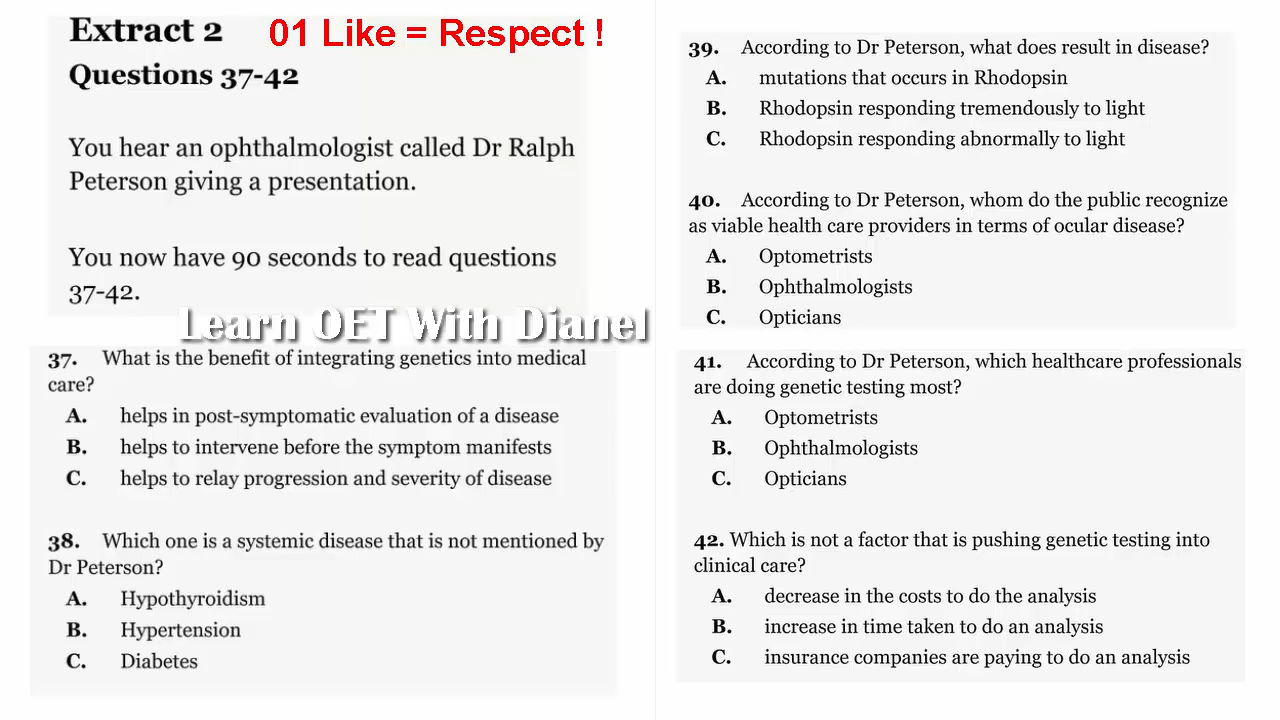 Extract 2
01 Like = Respect !
Questions 37-42
You hear an ophthalmologist called Dr Ralph
Peterson giving a presentation.
You now have 90 seconds to read questions
37-42.
Learn OET With Dianel
37. What is the benefit of integrating genetics into medical
care?
A. helps in post-symptomatic evaluation of a disease
B. helps to intervene before the symptom manifests
C. helps to relay progression and severity of disease
38. Which one is a systemic disease that is not mentioned by
Dr Peterson?
A. Hypothyroidism
B. Hypertension
C. Diabetes
39. According to Dr Peterson, what does result in disease?
A. mutations that occurs in Rhodopsin
B. Rhodopsin responding tremendously to light
C. Rhodopsin responding abnormally to light
40. According to Dr Peterson, whom do the public recognize
as viable health care providers in terms of ocular disease?
A. Optometrists
B. Ophthalmologists
C. Opticians
41. According to Dr Peterson, which healthcare professionals
are doing genetic testing most?
A. Optometrists
B. Ophthalmologists
C. Opticians
42. Which is not a factor that is pushing genetic testing into
clinical care?
A. decrease in the costs to do the analysis
B. increase in time taken to do an analysis
C. insurance companies are paying to do an analysis